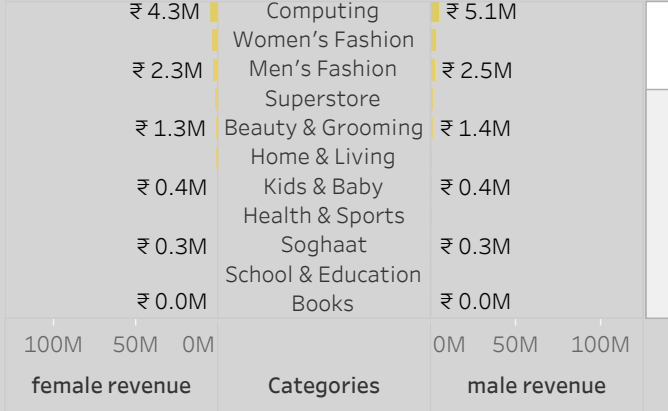 ₹ 4.3M Computing ₹ 5.1M
Women's Fashion
₹ 2.3M Men's Fashion ₹ 2.5M
Superstore
₹ 1.3M Beauty & Grooming ₹ 1.4M
Home & Living
₹ 0.4M Kids & Baby ₹ 0.4M
Health & Sports
₹ 0.3M Soghaat ₹ 0.3M
School & Education
₹ 0.0M Books ₹ 0.0M
100M 50M 0M 0M 50M 100M
female revenue Categories male revenue